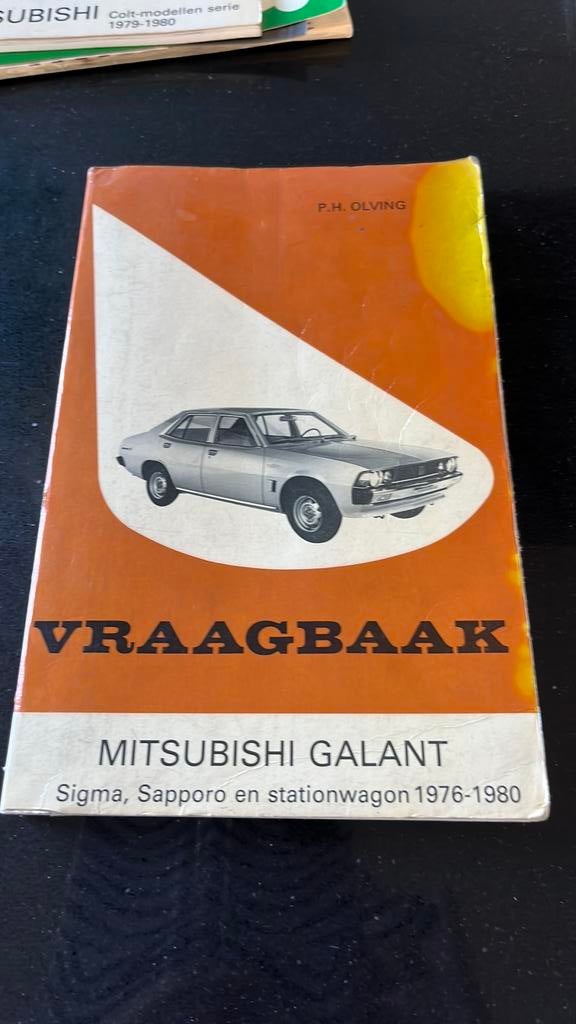 SUBISHI Colt-modellen serie
1979-1980
P.H. OLVING
VRAAGBAAK
MITSUBISHI GALANT
Sigma, Sapporo en stationwagon 1976-1980